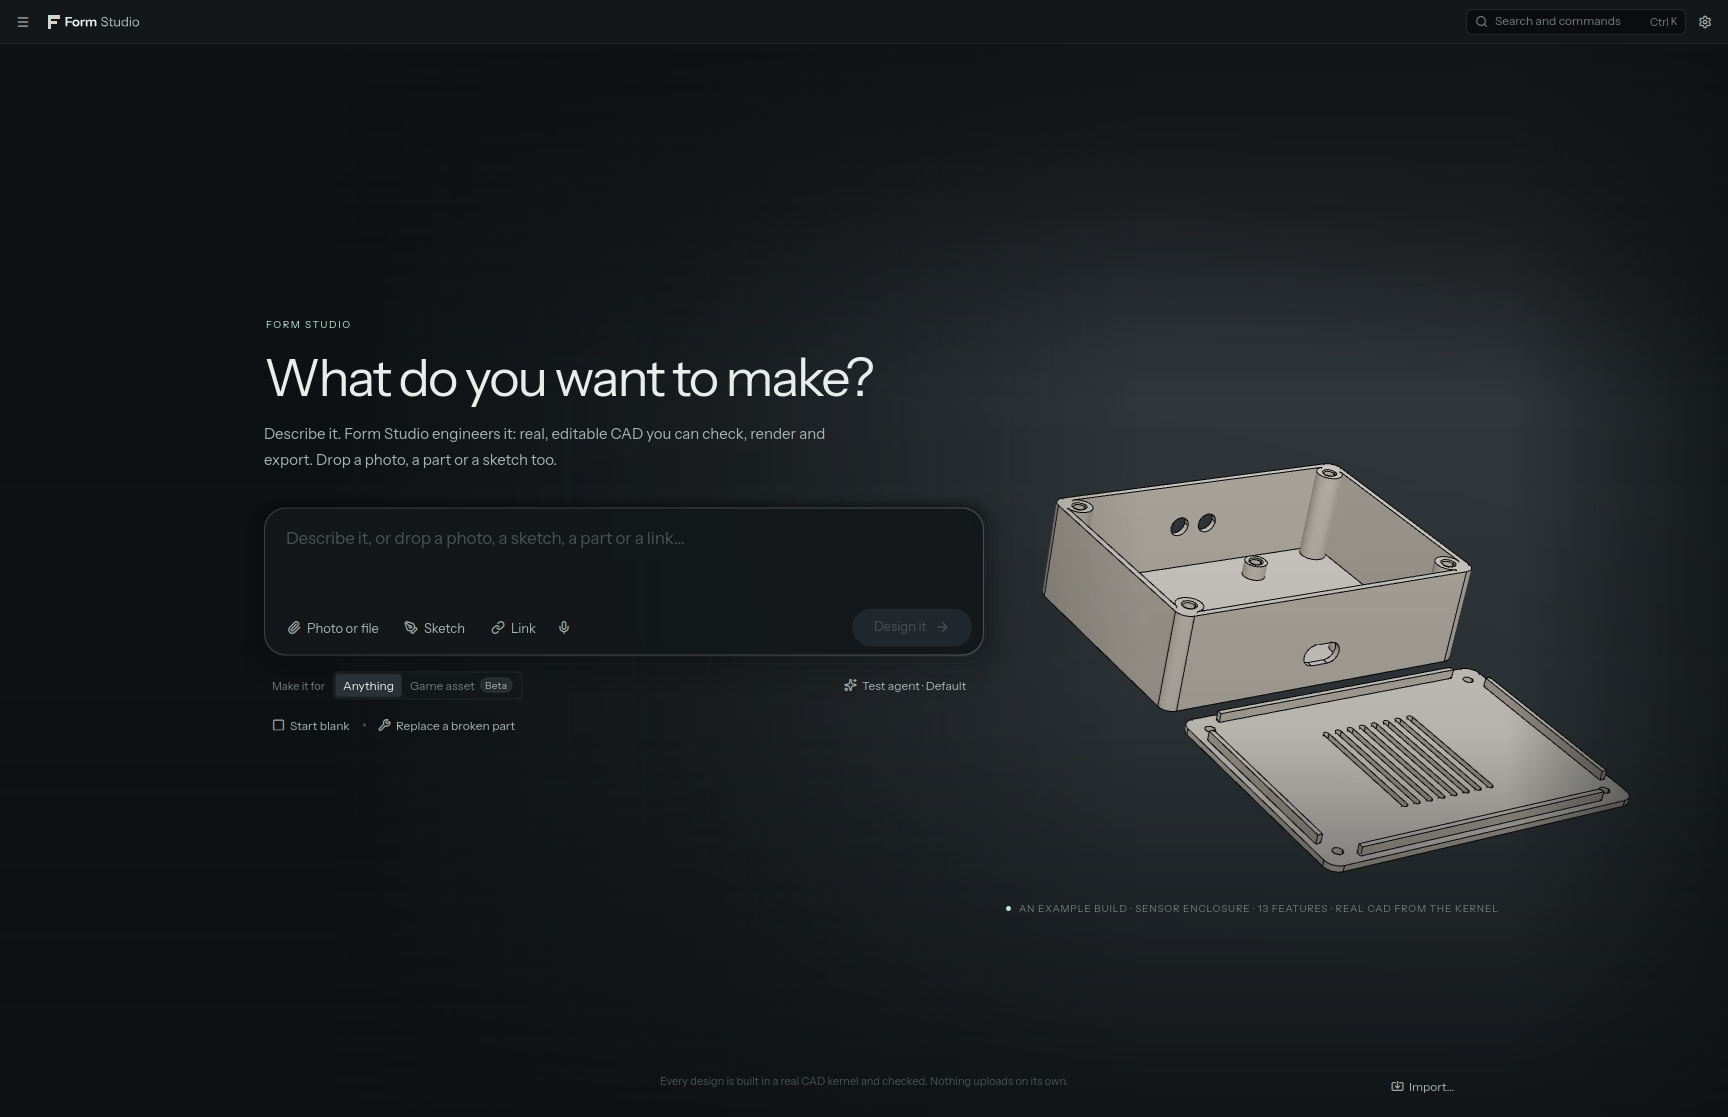 Form Studio
Search and commands Ctrl K
FORM STUDIO
What do you want to make?
Describe it. Form Studio engineers it: real, editable CAD you can check, render and
export. Drop a photo, a part or a sketch too.
Describe it, or drop a photo, a sketch, a part or a link...
Photo or file Sketch Link Design it
Make it for Anything Game asset Beta Test agent · Default
Start blank • Replace a broken part
AN EXAMPLE BUILD · SENSOR ENCLOSURE · 13 FEATURES · REAL CAD FROM THE KERNEL
Every design is built in a real CAD kernel and checked. Nothing uploads on its own.
Import...